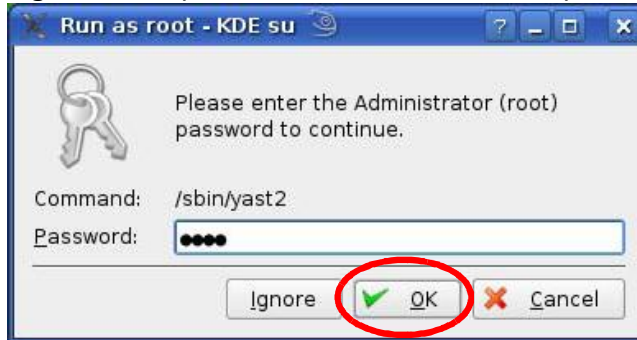 Run as root - KDE su
Please enter the Administrator (root)
password to continue.
Command: /sbin/yast2
Password: ●●●●
Ignore OK Cancel